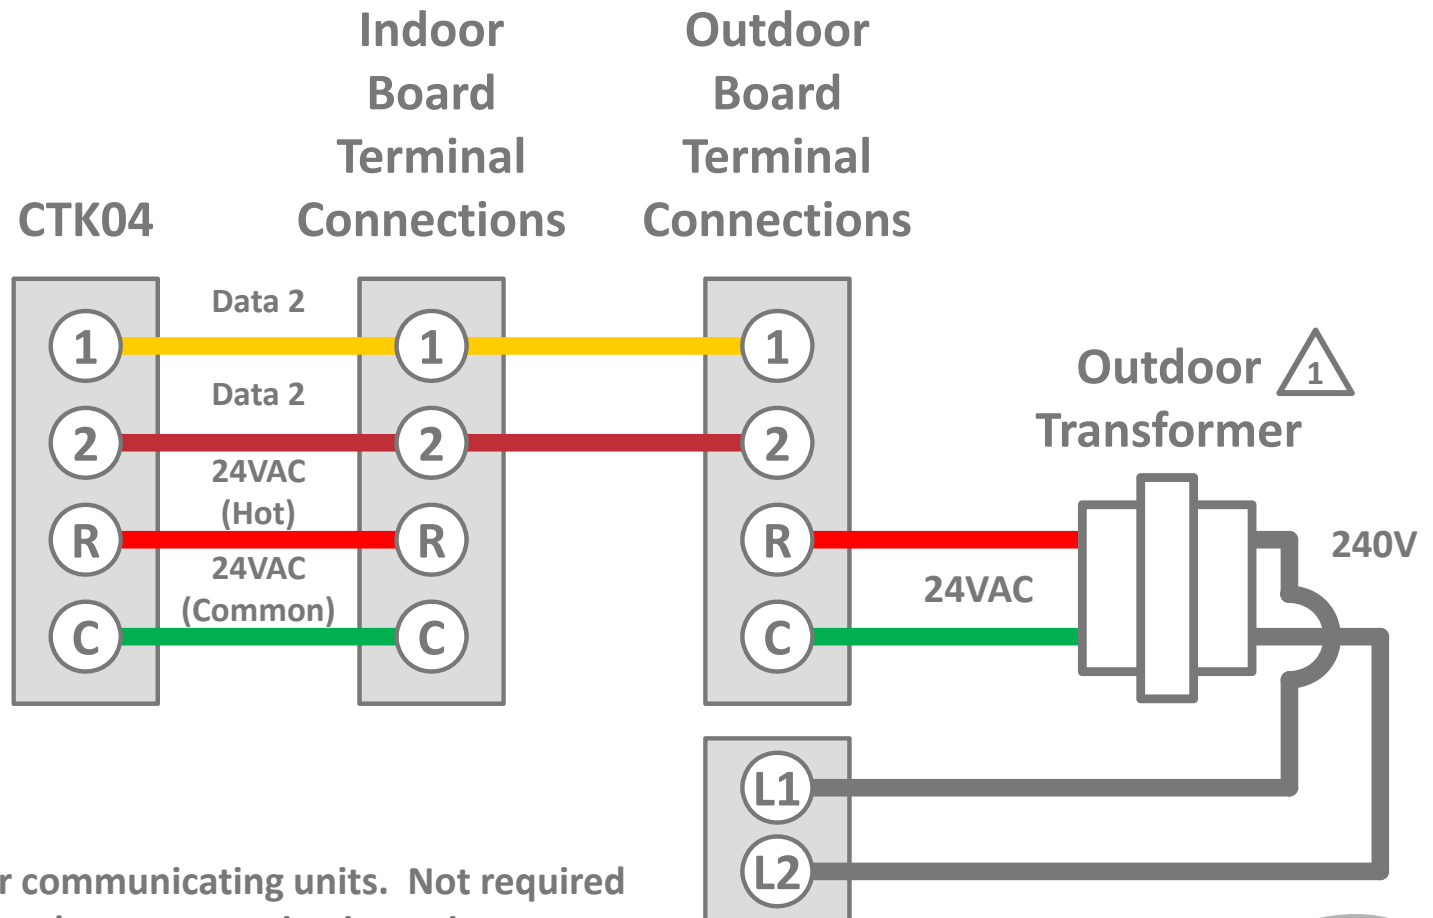 Indoor
Board
Terminal
Connections
Outdoor
Board
Terminal
Connections
CTK04
Data 2
Data 2
24VAC
(Hot)
24VAC
(Common)
1
2
R
C
1
2
R
C
1
2
R
C
Outdoor 1
Transformer
240V
24VAC
L1
L2
r communicating units.  Not required